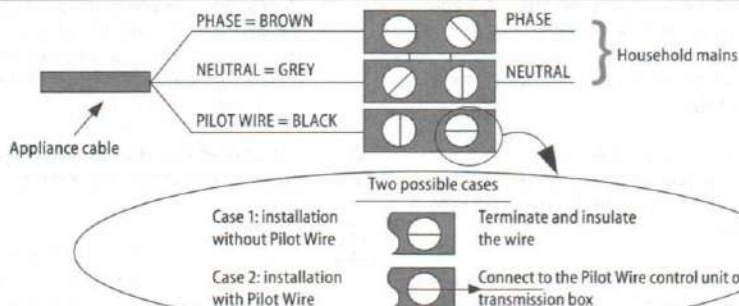 PHASE = BROWN
PHASE
Household mains
NEUTRAL = GREY
NEUTRAL
PILOT WIRE = BLACK
Appliance cable
Two possible cases
Case 1: installation
without Pilot Wire
Terminate and insulate
the wire
Case 2: installation
with Pilot Wire
Connect to the Pilot Wire control unit o
transmission box